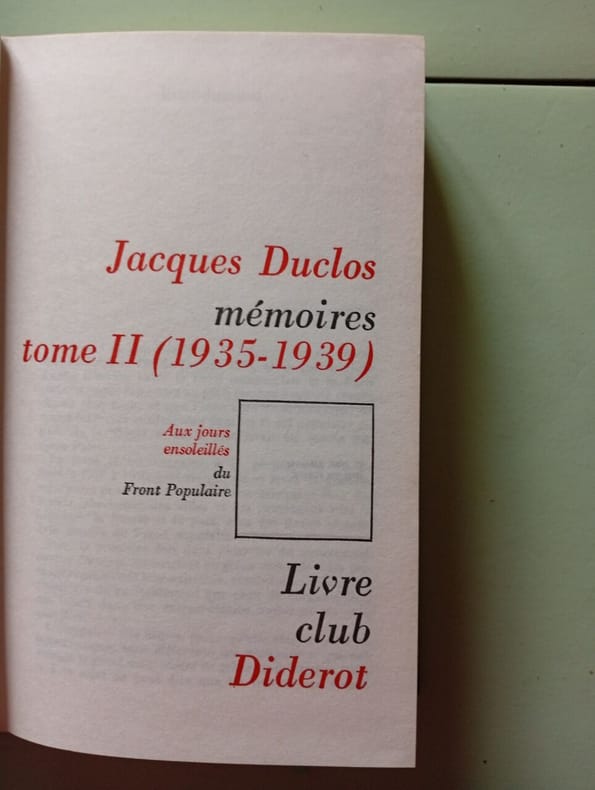 Jacques Duclos
mémoires
tome II (1935-1939)
Aux jours
ensoleillés
du
Front Populaire
Livre
club
Diderot